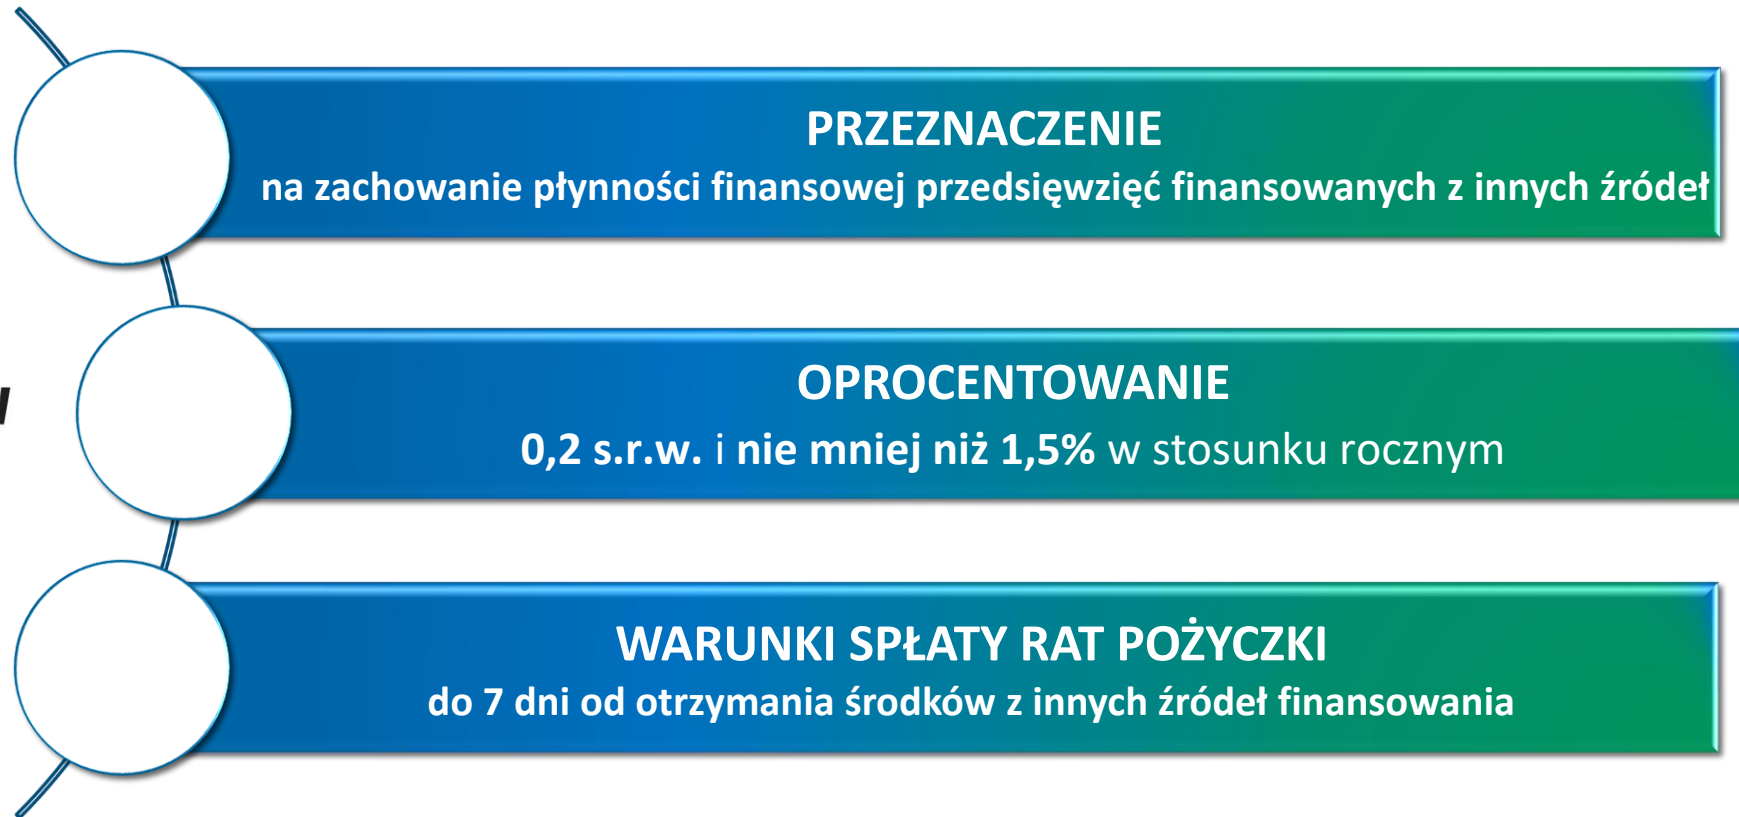 PRZEZNACZENIE
na zachowanie płynności finansowej przedsięwzięć finansowanych z innych źródeł
OPROCENTOWANIE
0,2 s.r.w. i nie mniej niż 1,5% w stosunku rocznym
WARUNKI SPŁATY RAT POŻYCZKI
do 7 dni od otrzymania środków z innych źródeł finansowania